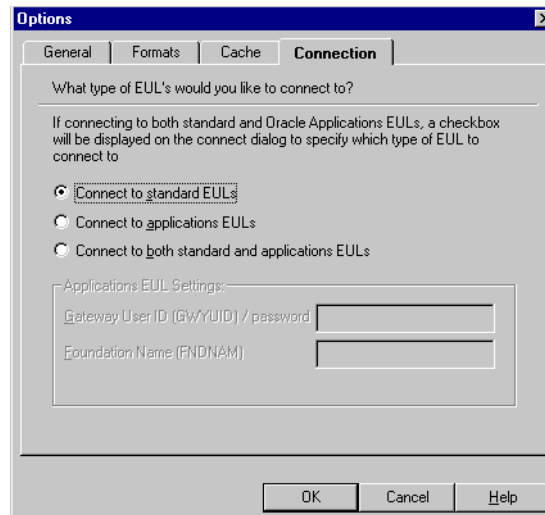 Options
General Formats Cache Connection
What type of EUL's would you like to connect to?
If connecting to both standard and Oracle Applications EULs, a checkbox
will be displayed on the connect dialog to specify which type of EUL to
connect to
Connect to standard EULs
Connect to applications EULs
Connect to both standard and applications EULs
Applications EUL Settings:
Gateway User ID (GWYUID) / password
Foundation Name (FNDNAM)
OK Cancel Help